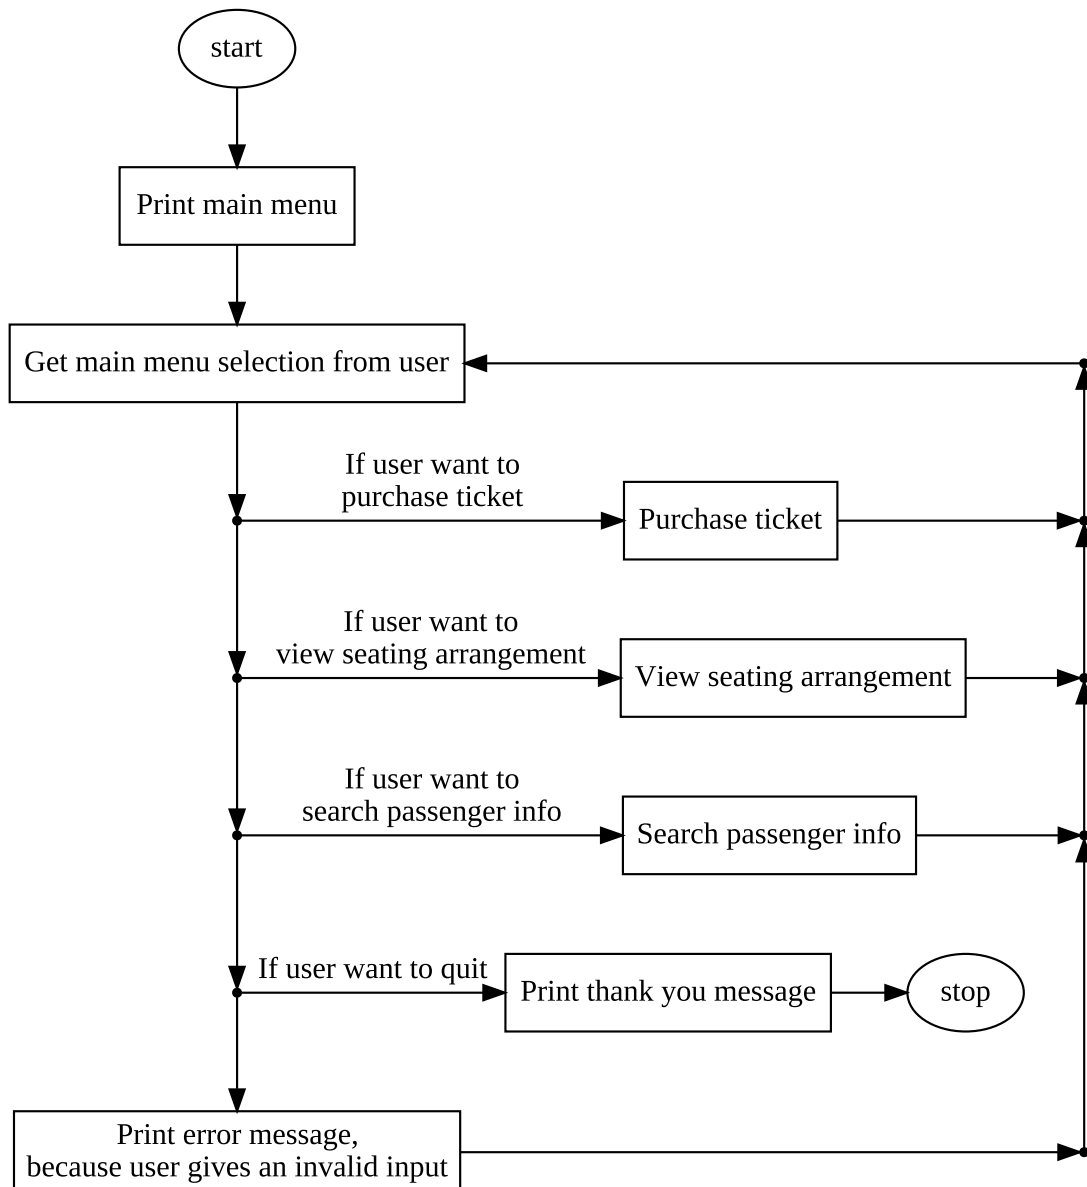 start
Print main menu
Get main menu selection from user
If user want to
purchase ticket
Purchase ticket
If user want to
view seating arrangement
View seating arrangement
If user want to
search passenger info
Search passenger info
If user want to quit
Print thank you message
stop
Print error message,
because user gives an invalid input